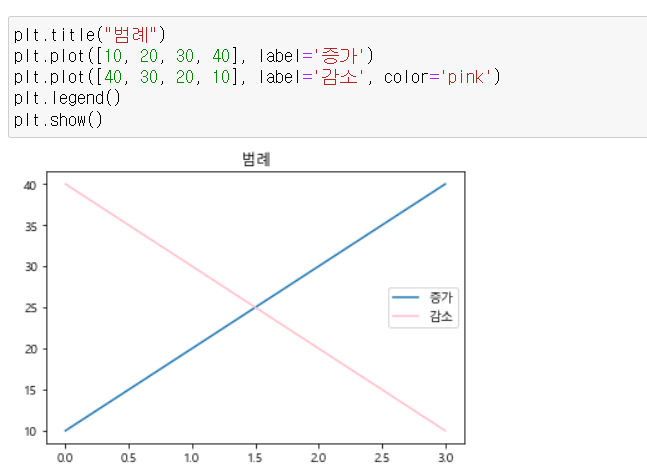 plt.title("범례")
plt.plot([10, 20, 30, 40], label='증가')
plt.plot([40, 30, 20, 10], label='감소', color='pink')
plt.legend()
plt.show()
범례
40
35
30
25
20
15
10
증가
감소
0.0 0.5 1.0 1.5 2.0 2.5 3.0